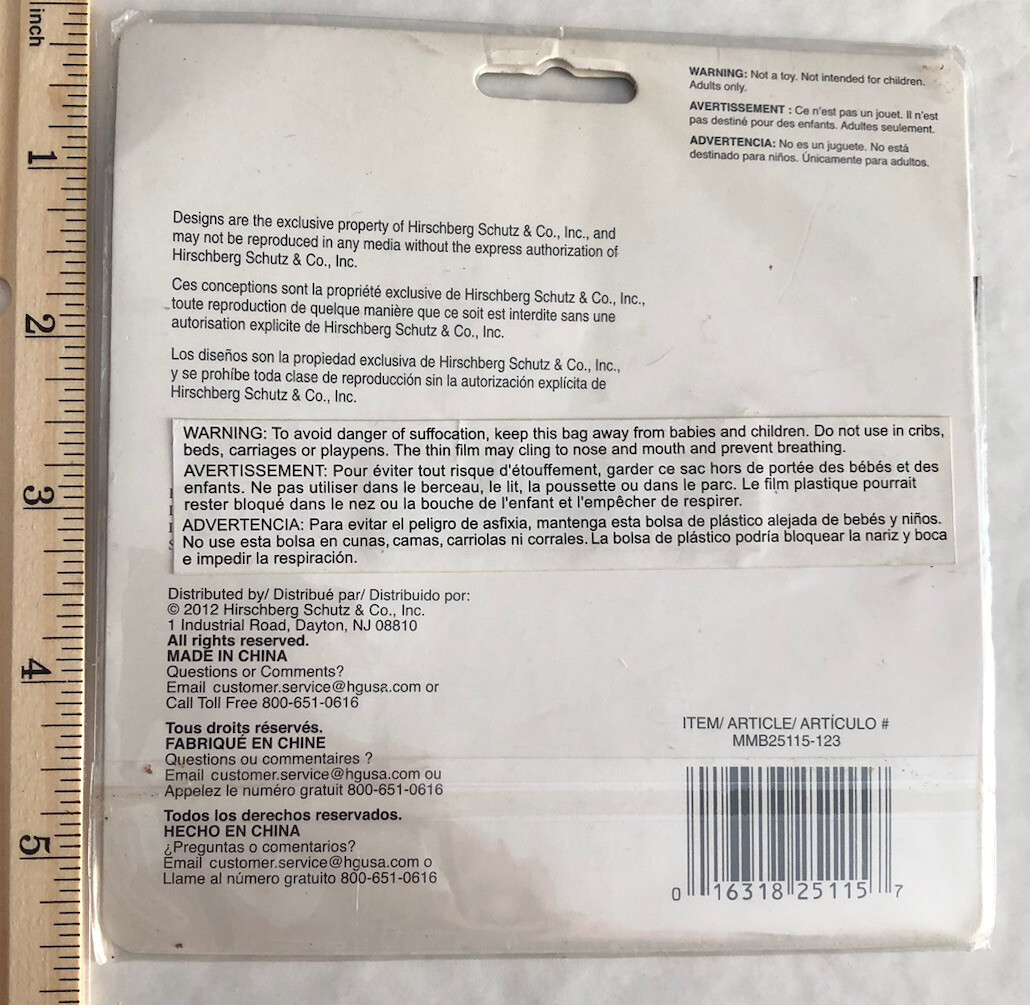 inch
1
2
3
4
5
WARNING: Not a toy. Not intended for children.
Adults only.
AVERTISSEMENT : Ce n'est pas un jouet. Il n'est
pas destiné pour des enfants. Adultes seulement.
ADVERTENCIA: No es un juguete. No está
destinado para niños. Únicamente para adultos.
Designs are the exclusive property of Hirschberg Schutz & Co., Inc., and
may not be reproduced in any media without the express authorization of
Hirschberg Schutz & Co., Inc.
Ces conceptions sont la propriété exclusive de Hirschberg Schutz & Co., Inc.,
toute reproduction de quelque manière que ce soit est interdite sans une
autorisation explicite de Hirschberg Schutz & Co., Inc.
Los diseños son la propiedad exclusiva de Hirschberg Schutz & Co., Inc.,
y se prohíbe toda clase de reproducción sin la autorización explícita de
Hirschberg Schutz & Co., Inc.
WARNING: To avoid danger of suffocation, keep this bag away from babies and children. Do not use in cribs,
beds, carriages or playpens. The thin film may cling to nose and mouth and prevent breathing.
AVERTISSEMENT: Pour éviter tout risque d'étouffement, garder ce sac hors de portée des bébés et des
enfants. Ne pas utiliser dans le berceau, le lit, la poussette ou dans le parc. Le film plastique pourrait
rester bloqué dans le nez ou la bouche de l'enfant et l'empêcher de respirer.
ADVERTENCIA: Para evitar el peligro de asfixia, mantenga esta bolsa de plástico alejada de bebés y niños.
No use esta bolsa en cunas, camas, carriolas ni corrales. La bolsa de plástico podría bloquear la nariz y boca
e impedir la respiración.
Distributed by/ Distribué par/ Distribuido por:
© 2012 Hirschberg Schutz & Co., Inc.
1 Industrial Road, Dayton, NJ 08810
All rights reserved.
MADE IN CHINA
Questions or Comments?
Email customer.service@hgusa.com or
Call Toll Free 800-651-0616
Tous droits réservés.
FABRIQUÉ EN CHINE
Questions ou commentaires ?
Email customer.service@hgusa.com ou
Appelez le numéro gratuit 800-651-0616
Todos los derechos reservados.
HECHO EN CHINA
¿Preguntas o comentarios?
Email customer.service@hgusa.com o
Llame al número gratuito 800-651-0616
ITEM/ ARTICLE/ ARTÍCULO #
MMB25115-123
0 16318 25115 7